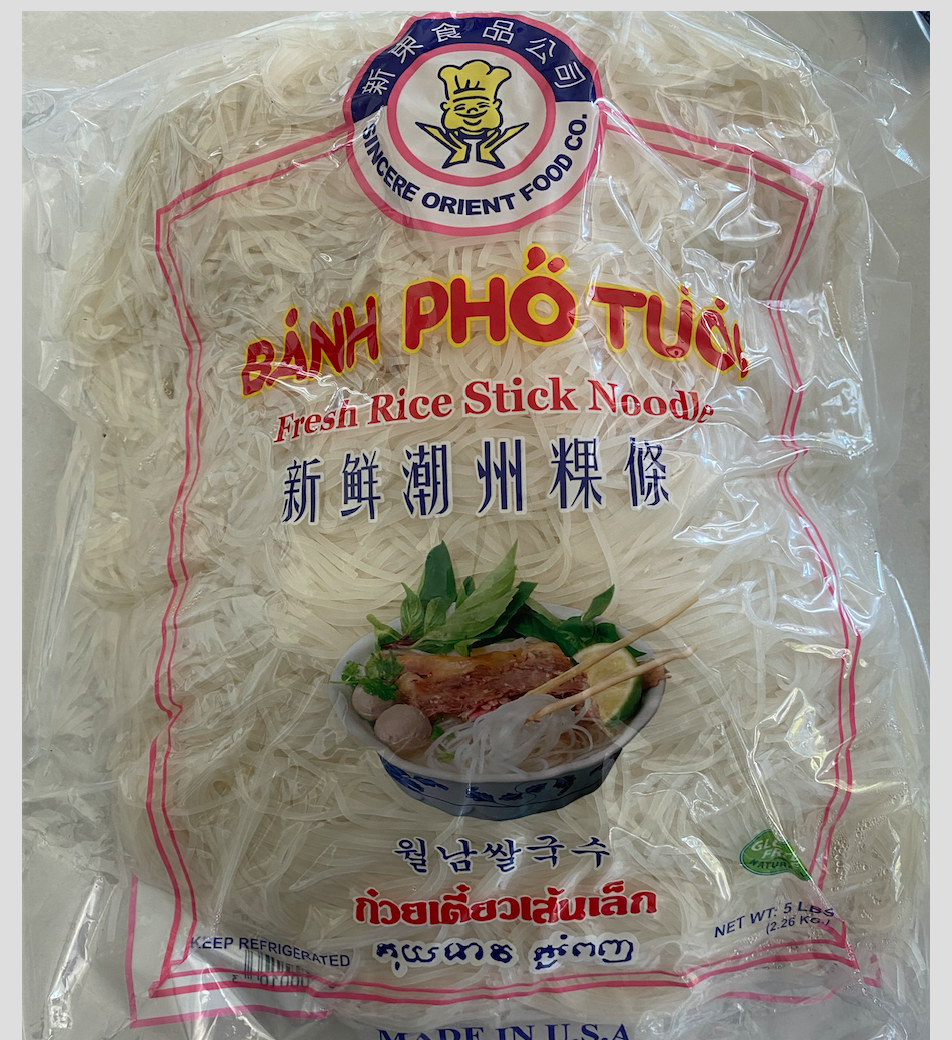 新東食品公司
SINCERE ORIENT FOOD CO.
BÁNH PHỞ TƯƠI
Fresh Rice Stick Noodle
新鲜潮州粿條
월남쌀국수
ก๋วยเตี๋ยวเส้นเล็ก
NET WT: 5 LBS
(2.26 KG.)
KEEP REFRIGERATED
MADE IN U.S.A